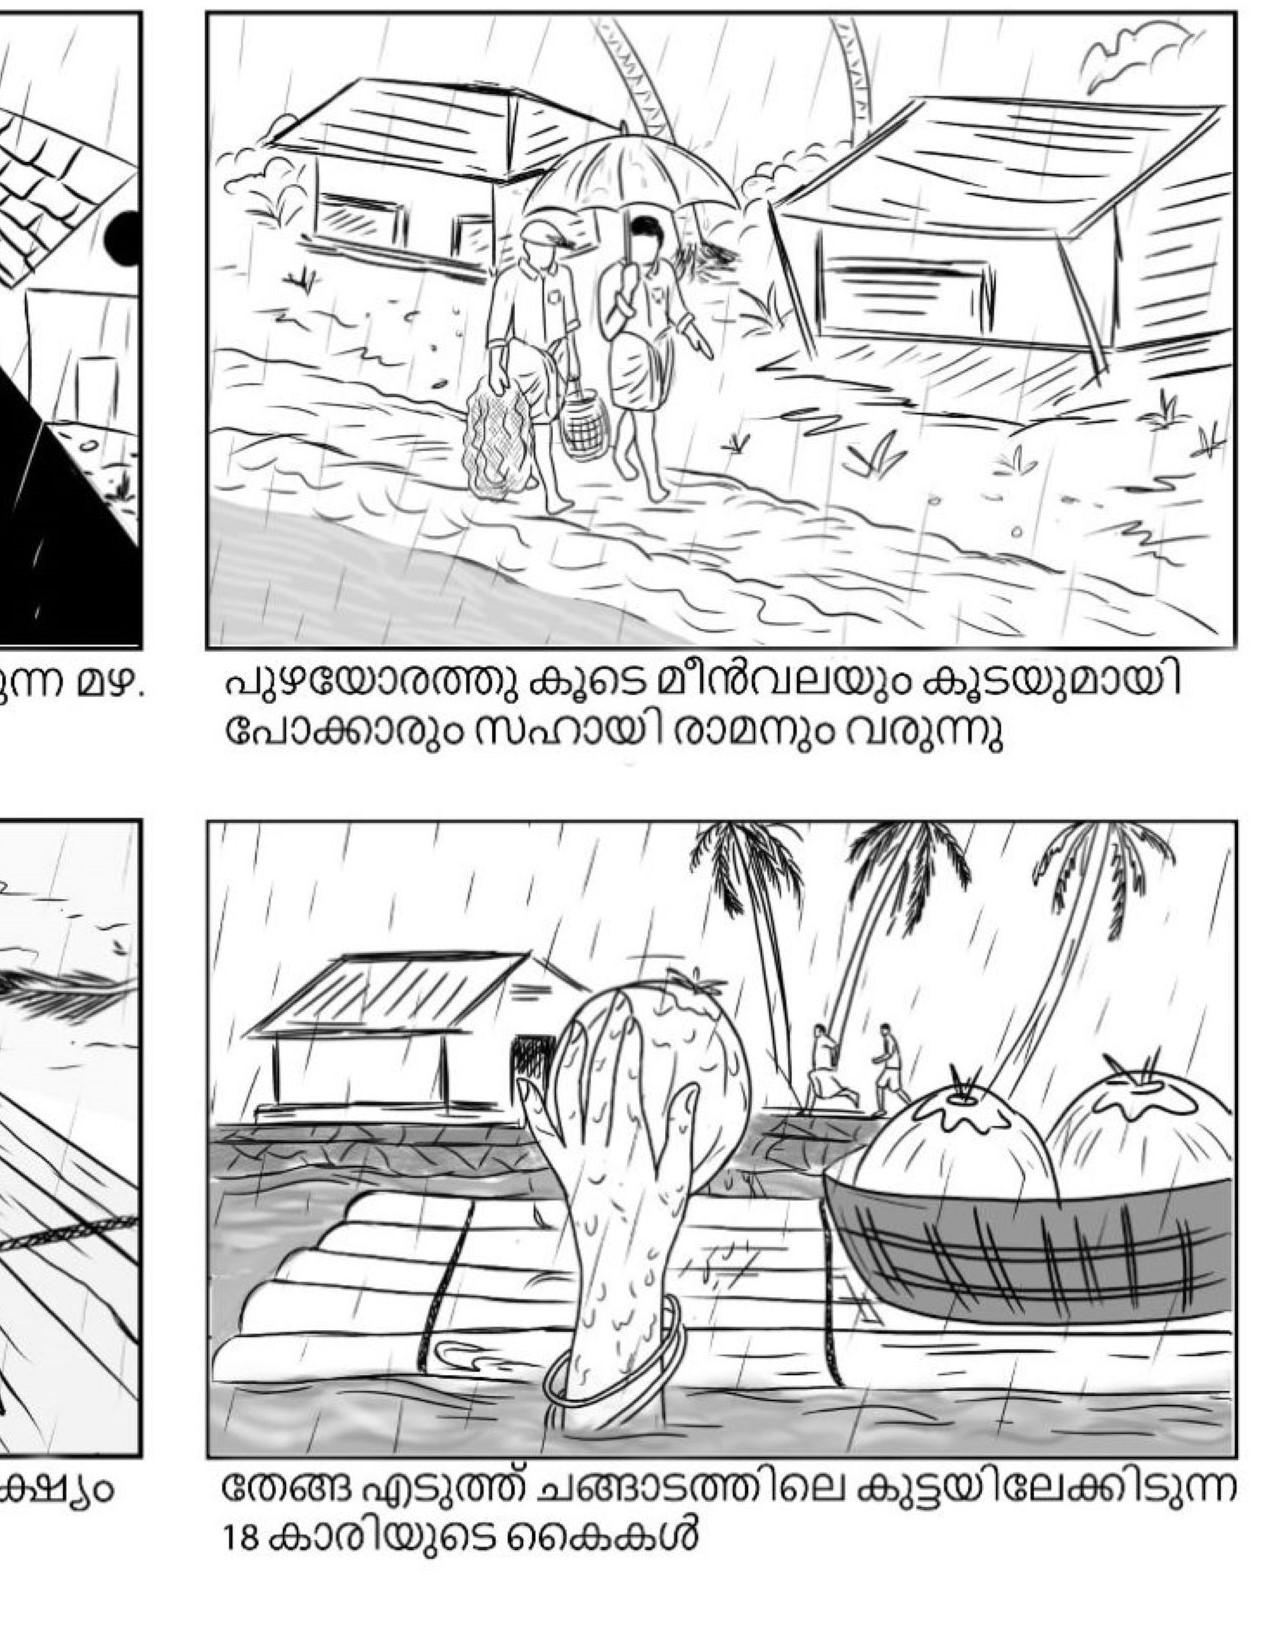 ുന്ന മഴ.
പുഴയോരത്തു കൂടെ മീൻവലയും കൂടയുമായി
പോക്കാരും സഹായി രാമനും വരുന്നു
ക്ഷ്യം
തേങ്ങ എടുത്ത് ചങ്ങാടത്തിലെ കുട്ടയിലേക്കിടുന്ന
18 കാരിയുടെ കൈകൾ